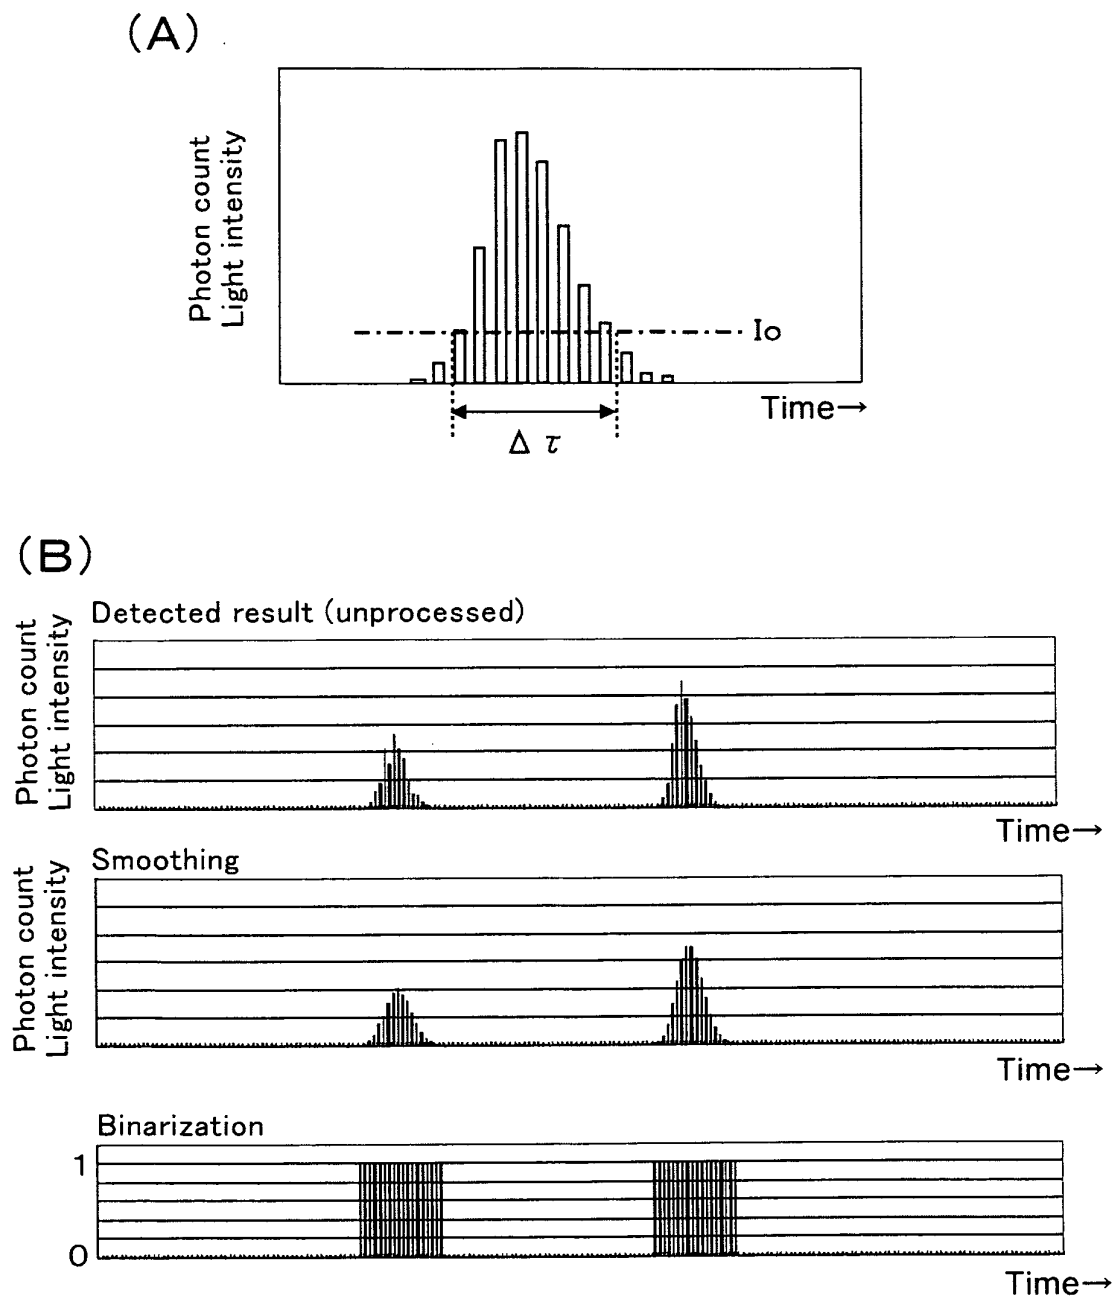 (A)
Photon count
Light intensity
Io
Time→
Δ τ
(B)
Detected result (unprocessed)
Photon count
Light intensity
Time→
Smoothing
Photon count
Light intensity
Time→
Binarization
1
0
Time→